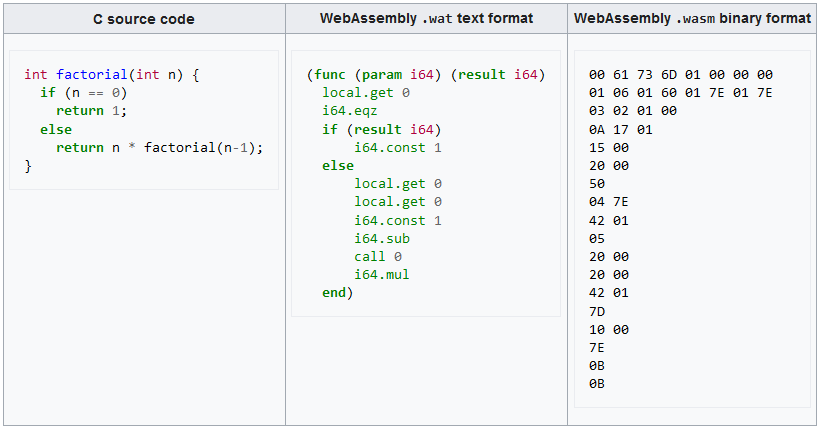 C source code
WebAssembly .wat text format
WebAssembly .wasm binary format
int factorial(int n) {
  if (n == 0)
    return 1;
  else
    return n * factorial(n-1);
}
(func (param i64) (result i64)
  local.get 0
  i64.eqz
  if (result i64)
      i64.const 1
  else
      local.get 0
      local.get 0
      i64.const 1
      i64.sub
      call 0
      i64.mul
  end)
00 61 73 6D 01 00 00 00
01 06 01 60 01 7E 01 7E
03 02 01 00
0A 17 01
15 00
20 00
50
04 7E
42 01
05
20 00
20 00
42 01
7D
10 00
7E
0B
0B